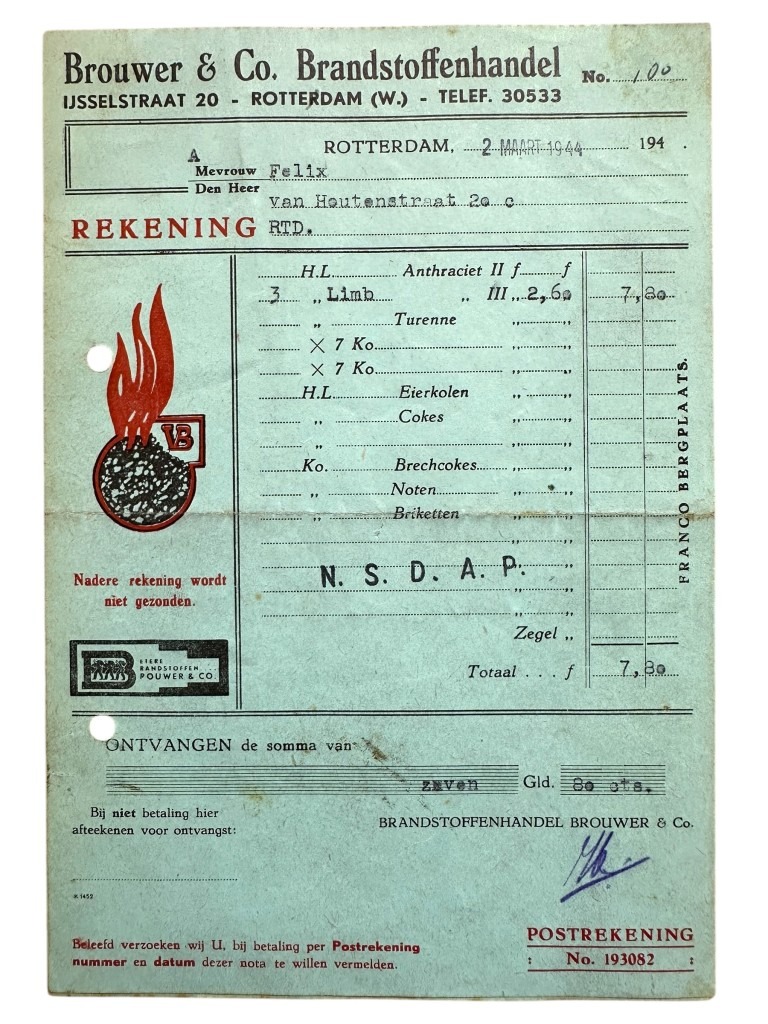 Brouwer & Co. Brandstoffenhandel No. 100
IJSSELSTRAAT 20 - ROTTERDAM (W.) - TELEF. 30533
ROTTERDAM, 2 MAART 1944 194 .
A
Mevrouw Felix
Den Heer
van Houtenstraat 20 c
REKENING RTD.
H.L. Anthraciet II f f
3 „ Limb „ III „ 2,60 7,80
„ Turenne „ „
× 7 Ko. „ „
× 7 Ko. „ „
H.L. Eierkolen „ „
„ Cokes „ „
„ „ „
Ko. Brechcokes „ „
„ Noten „ „
„ Briketten „ „
„ „
N. S. D. A. P.
„ „
„ „
Zegel „
Totaal . . . f 7,80
FRANCO BERGPLAATS.
VB
Nadere rekening wordt
niet gezonden.
B
BRANDSTOFFEN
& CO.
ONTVANGEN de somma van
zeven Gld. 80 cts.
Bij niet betaling hier
afteekenen voor ontvangst:
BRANDSTOFFENHANDEL BROUWER & Co.
K 1452
Beleefd verzoeken wij U, bij betaling per Postrekening
nummer en datum dezer nota te willen vermelden.
POSTREKENING
: No. 193082 :